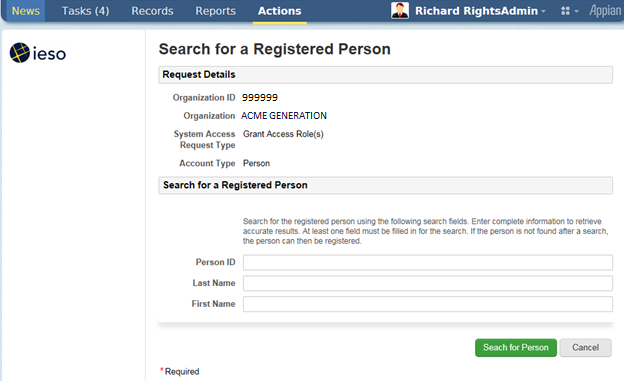 News Tasks (4) Records Reports Actions Richard RightsAdmin Appian
ieso
Search for a Registered Person
Request Details
Organization ID 999999
Organization ACME GENERATION
System Access Grant Access Role(s)
Request Type
Account Type Person
Search for a Registered Person
Search for the registered person using the following search fields. Enter complete information to retrieve
accurate results. At least one field must be filled in for the search. If the person is not found after a search,
the person can then be registered.
Person ID
Last Name
First Name
Seach for Person Cancel
*Required